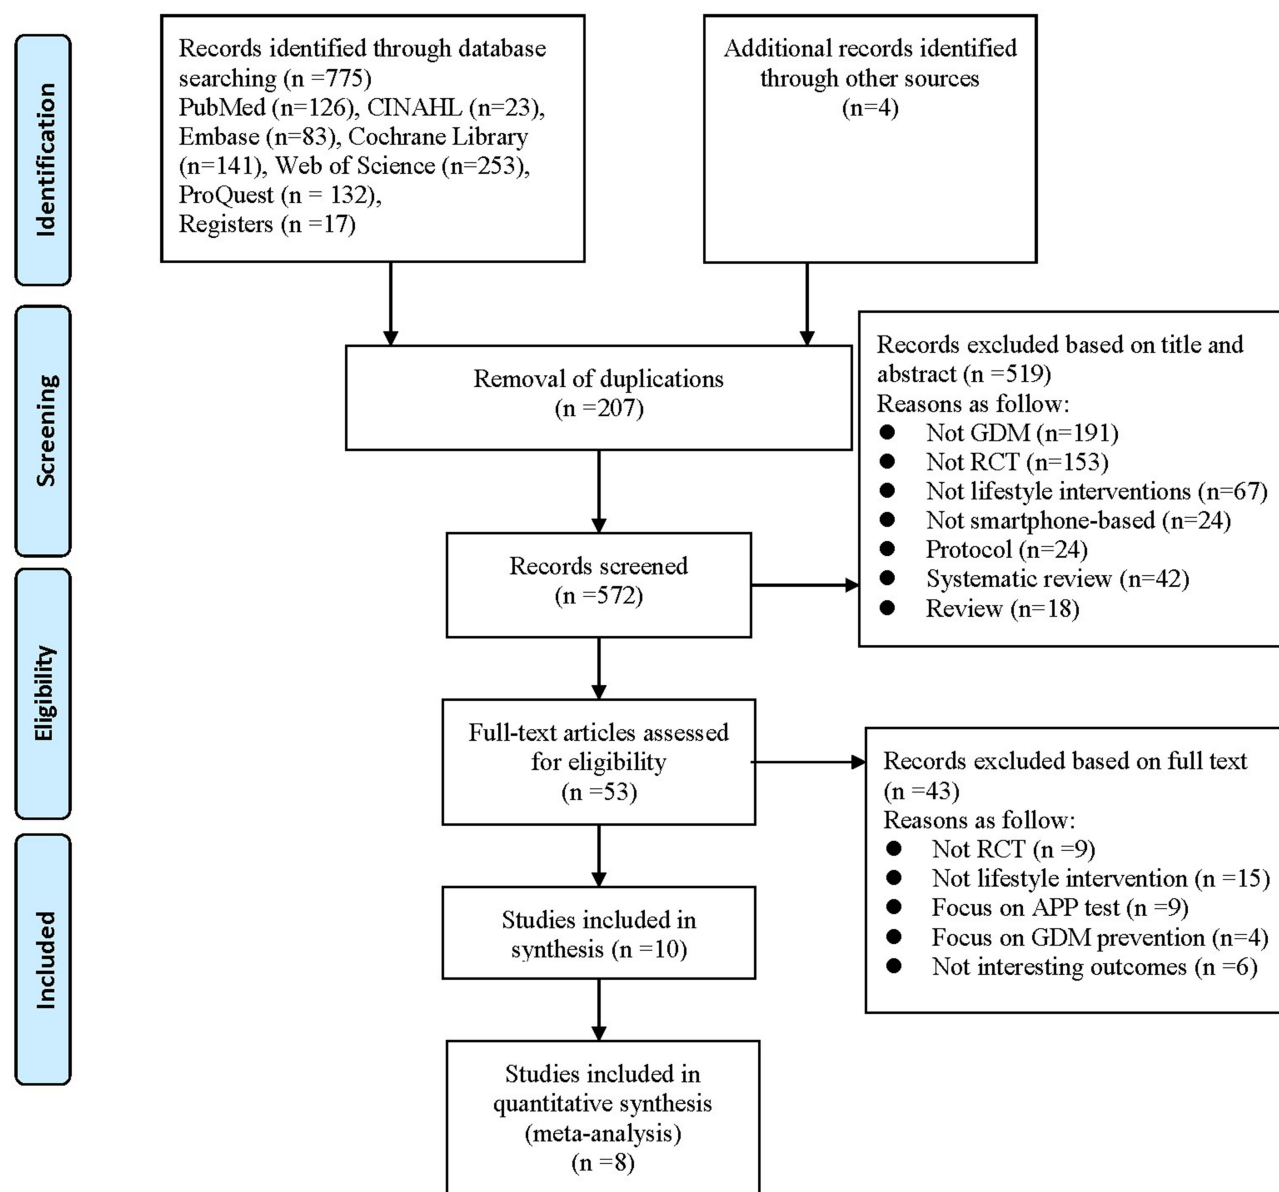 Identification
Records identified through database
searching (n =775)
PubMed (n=126), CINAHL (n=23),
Embase (n=83), Cochrane Library
(n=141), Web of Science (n=253),
ProQuest (n = 132),
Registers (n =17)
Additional records identified
through other sources
(n=4)
Screening
Removal of duplications
(n =207)
Records screened
(n =572)
Records excluded based on title and
abstract (n =519)
Reasons as follow:
● Not GDM (n=191)
● Not RCT (n=153)
● Not lifestyle interventions (n=67)
● Not smartphone-based (n=24)
● Protocol (n=24)
● Systematic review (n=42)
● Review (n=18)
Eligibility
Full-text articles assessed
for eligibility
(n =53)
Records excluded based on full text
(n =43)
Reasons as follow:
● Not RCT (n =9)
● Not lifestyle intervention (n =15)
● Focus on APP test (n =9)
● Focus on GDM prevention (n=4)
● Not interesting outcomes (n =6)
Included
Studies included in
synthesis (n =10)
Studies included in
quantitative synthesis
(meta-analysis)
(n =8)